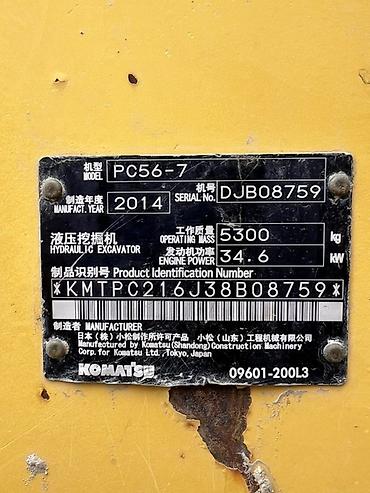 机型 MODEL PC56-7
机号 SERIAL No. DJB08759
制造年度 MANUFACT. YEAR 2014
液压挖掘机 HYDRAULIC EXCAVATOR
工作质量 OPERATING MASS 5300 kg
发动机功率 ENGINE POWER 34.6 kW
制品识别号 Product Identification Number
*KMTPC216J38B08759*
制造者 MANUFACTURER
日本(株)小松制作所许可产品 小松(山东)工程机械有限公司
Manufactured by Komatsu(Shandong)Construction Machinery
Corp.for Komatsu Ltd.,Tokyo,Japan
KOMATSU 09601-200L3